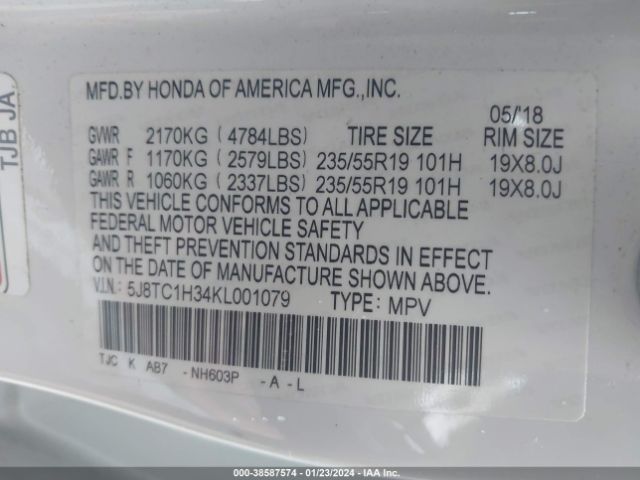 TJB JA
MFD.BY HONDA OF AMERICA MFG.,INC.
05/18
GVWR 2170KG ( 4784LBS) TIRE SIZE RIM SIZE
GAWR F 1170KG ( 2579LBS) 235/55R19 101H 19X8.0J
GAWR R 1060KG ( 2337LBS) 235/55R19 101H 19X8.0J
THIS VEHICLE CONFORMS TO ALL APPLICABLE
FEDERAL MOTOR VEHICLE SAFETY
AND THEFT PREVENTION STANDARDS IN EFFECT
ON THE DATE OF MANUFACTURE SHOWN ABOVE.
V.I.N.: 5J8TC1H34KL001079 TYPE: MPV
TJC K AB7 -NH603P -A-L
000-38587574 | 01/23/2024 | IAA Inc.